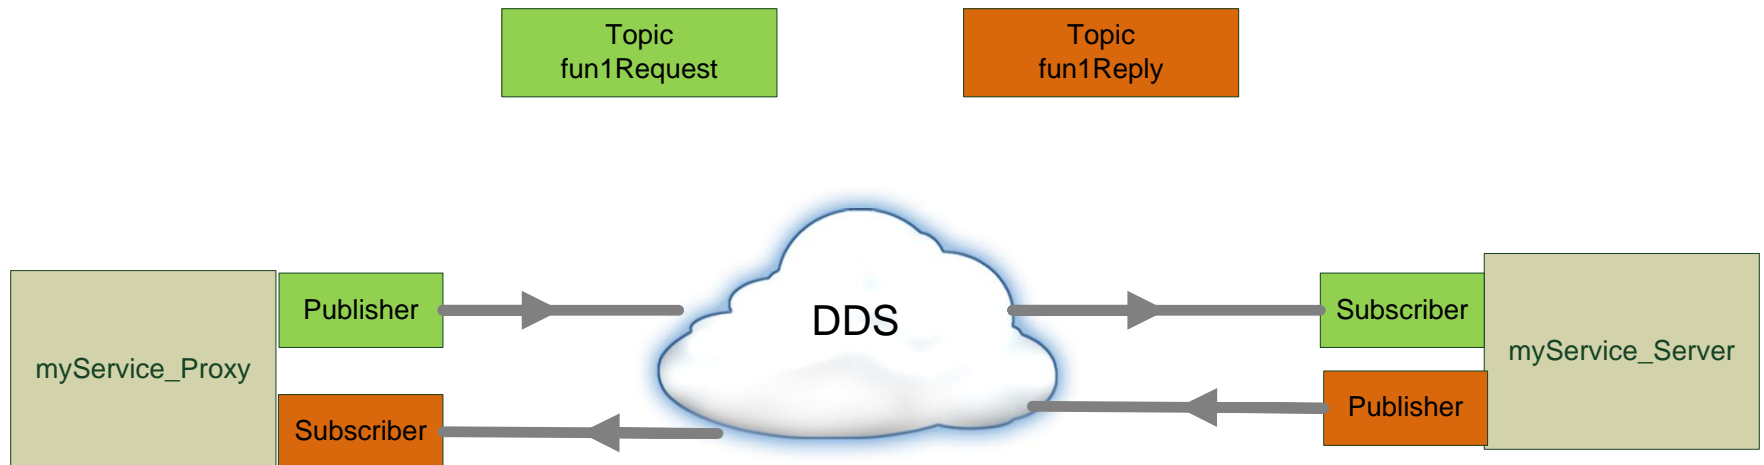 Topic
fun1Request
Topic
fun1Reply
Publisher
DDS
Subscriber
myService_Proxy
myService_Server
Subscriber
Publisher